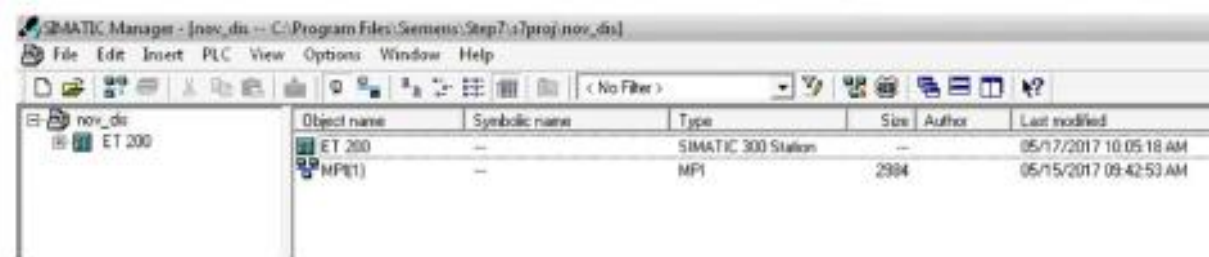 SIMATIC Manager - [nov_dis -- C:\Program Files\Siemens\Step7\s7proj\nov_dis]
File Edit Insert PLC View Options Window Help
< No Filter >
nov_dis
ET 200
Object name Symbolic name Type Size Author Last modified
ET 200 --- SIMATIC 300 Station --- 05/17/2017 10:05:18 AM
MPI(1) --- MPI 2984 05/15/2017 09:42:53 AM